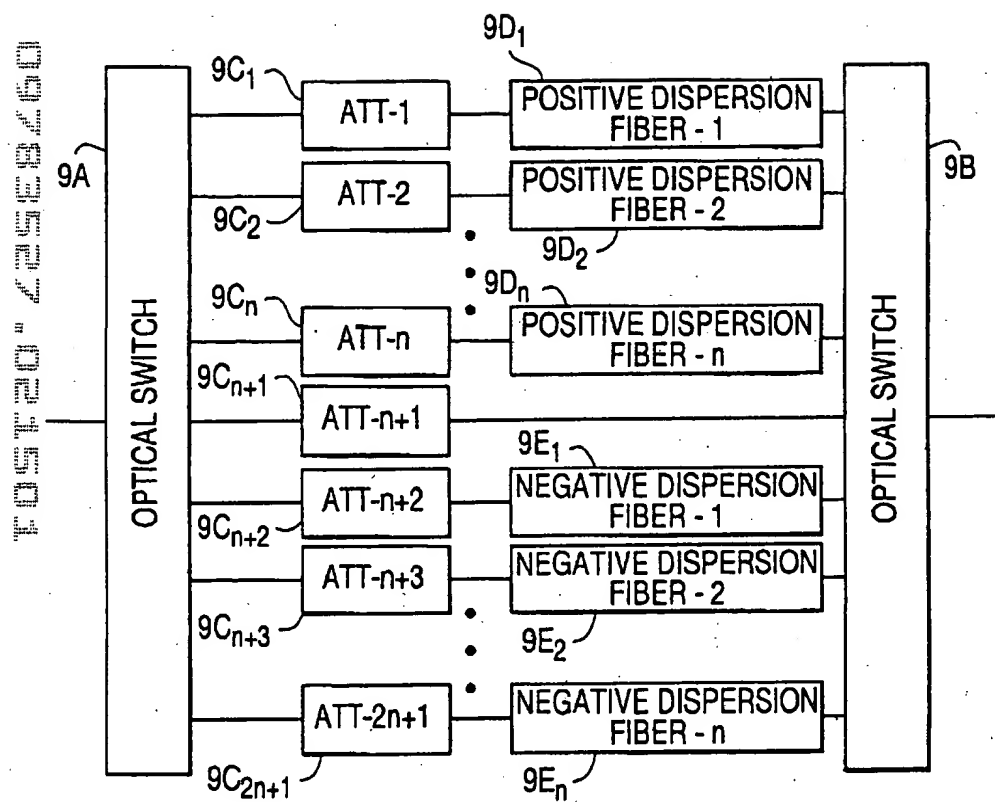 09783527.021501
9A
OPTICAL SWITCH
9C1
ATT-1
9D1
POSITIVE DISPERSION
FIBER - 1
9C2
ATT-2
POSITIVE DISPERSION
FIBER - 2
9D2
9Cn
ATT-n
9Dn
POSITIVE DISPERSION
FIBER - n
9Cn+1
ATT-n+1
9Cn+2
ATT-n+2
9E1
NEGATIVE DISPERSION
FIBER - 1
9Cn+3
ATT-n+3
NEGATIVE DISPERSION
FIBER - 2
9E2
ATT-2n+1
9C2n+1
NEGATIVE DISPERSION
FIBER - n
9En
9B
OPTICAL SWITCH